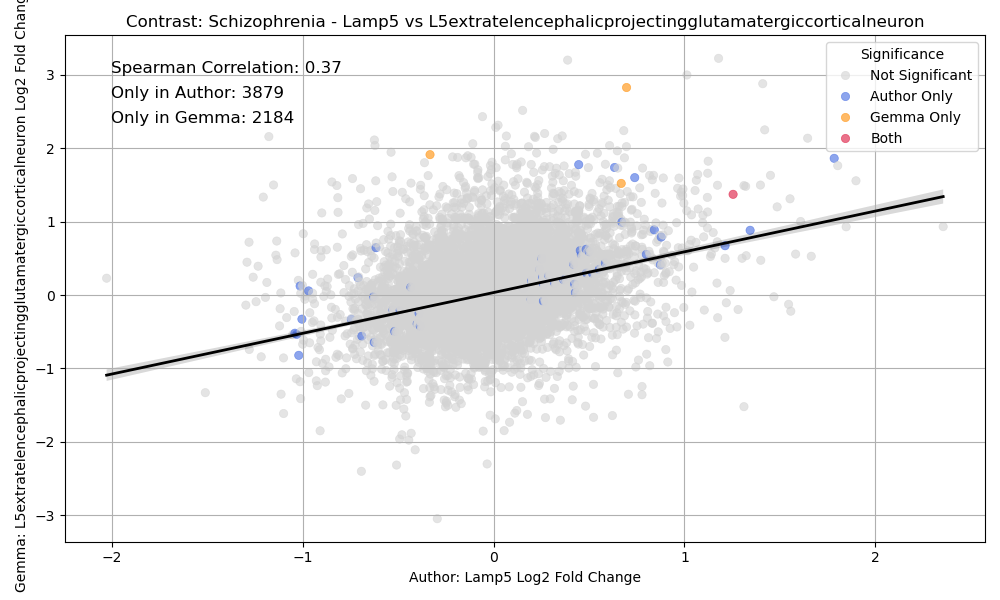 Contrast: Schizophrenia - Lamp5 vs L5extratelencephalicprojectingglutamatergiccorticalneuron
Gemma: L5extratelencephalicprojectingglutamatergiccorticalneuron Log2 Fold Chang
Spearman Correlation: 0.37
Only in Author: 3879
Only in Gemma: 2184
Significance
Not Significant
Author Only
Gemma Only
Both
3
2
1
0
−1
−2
−3
−2
−1
0
1
2
Author: Lamp5 Log2 Fold Change